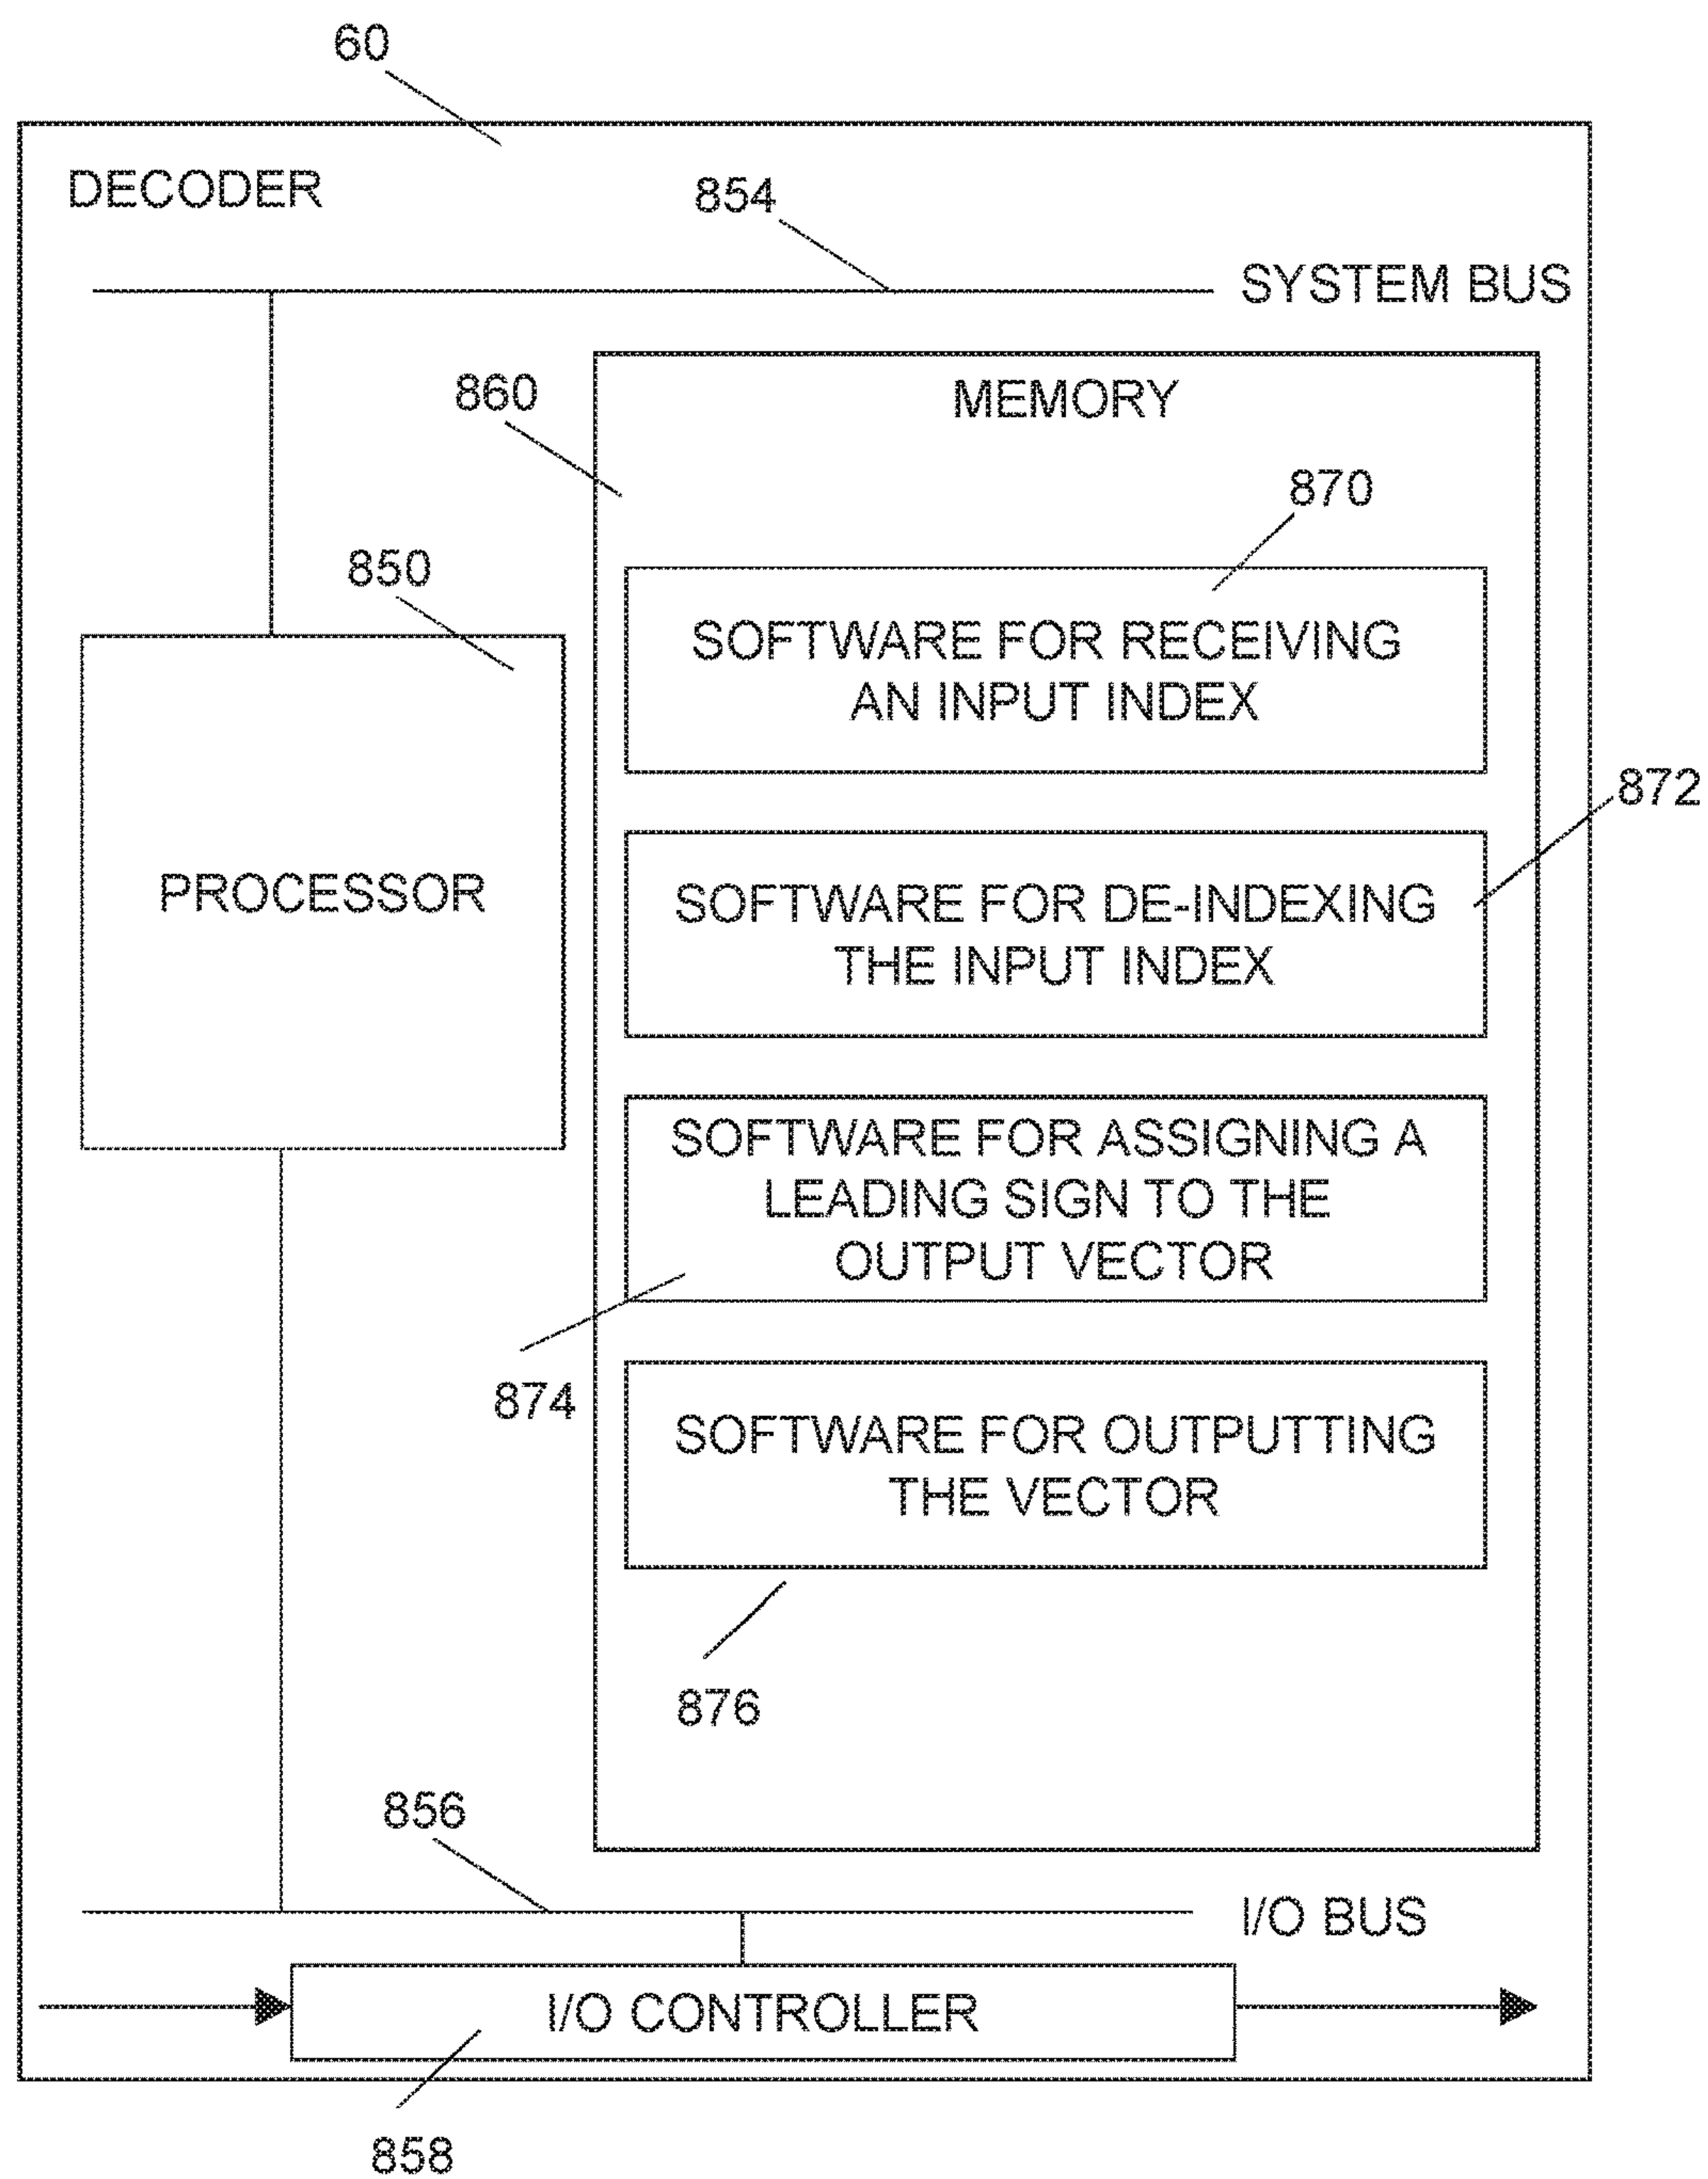 60
DECODER
854
SYSTEM BUS
860
MEMORY
870
850
SOFTWARE FOR RECEIVING
AN INPUT INDEX
872
PROCESSOR
SOFTWARE FOR DE-INDEXING
THE INPUT INDEX
SOFTWARE FOR ASSIGNING A
LEADING SIGN TO THE
OUTPUT VECTOR
874
SOFTWARE FOR OUTPUTTING
THE VECTOR
876
856
I/O BUS
I/O CONTROLLER
858